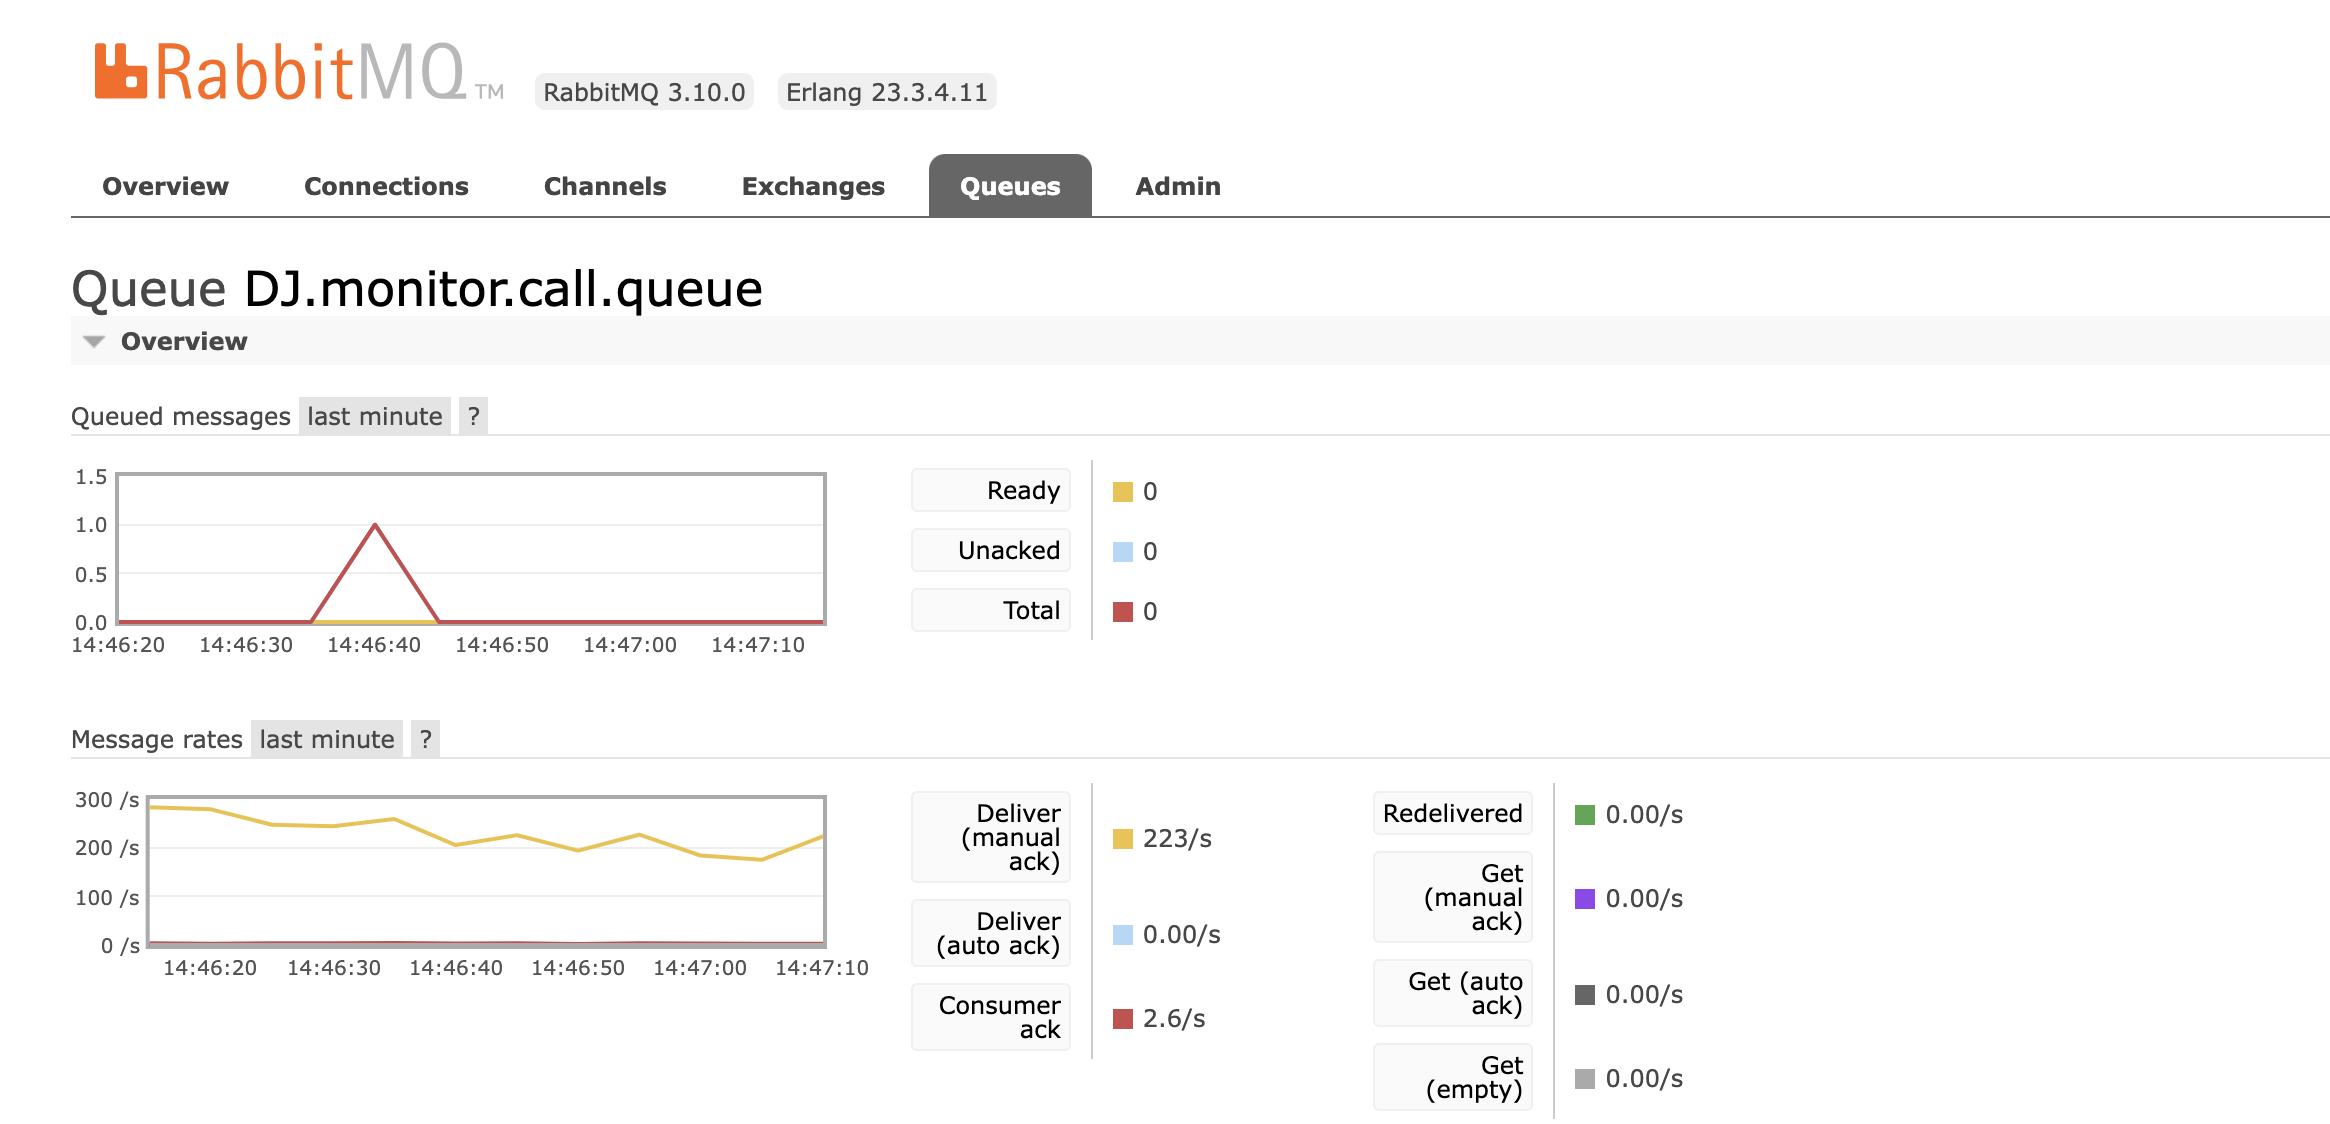 RabbitMQ TM RabbitMQ 3.10.0 Erlang 23.3.4.11
Overview Connections Channels Exchanges Queues Admin
Queue DJ.monitor.call.queue
Overview
Queued messages last minute ?
1.5
1.0
0.5
0.0
14:46:20 14:46:30 14:46:40 14:46:50 14:47:00 14:47:10
Ready 0
Unacked 0
Total 0
Message rates last minute ?
300 /s
200 /s
100 /s
0 /s
14:46:20 14:46:30 14:46:40 14:46:50 14:47:00 14:47:10
Deliver
(manual
ack)
223/s
Deliver
(auto ack)
0.00/s
Consumer
ack
2.6/s
Redelivered 0.00/s
Get
(manual
ack)
0.00/s
Get (auto
ack)
0.00/s
Get
(empty)
0.00/s